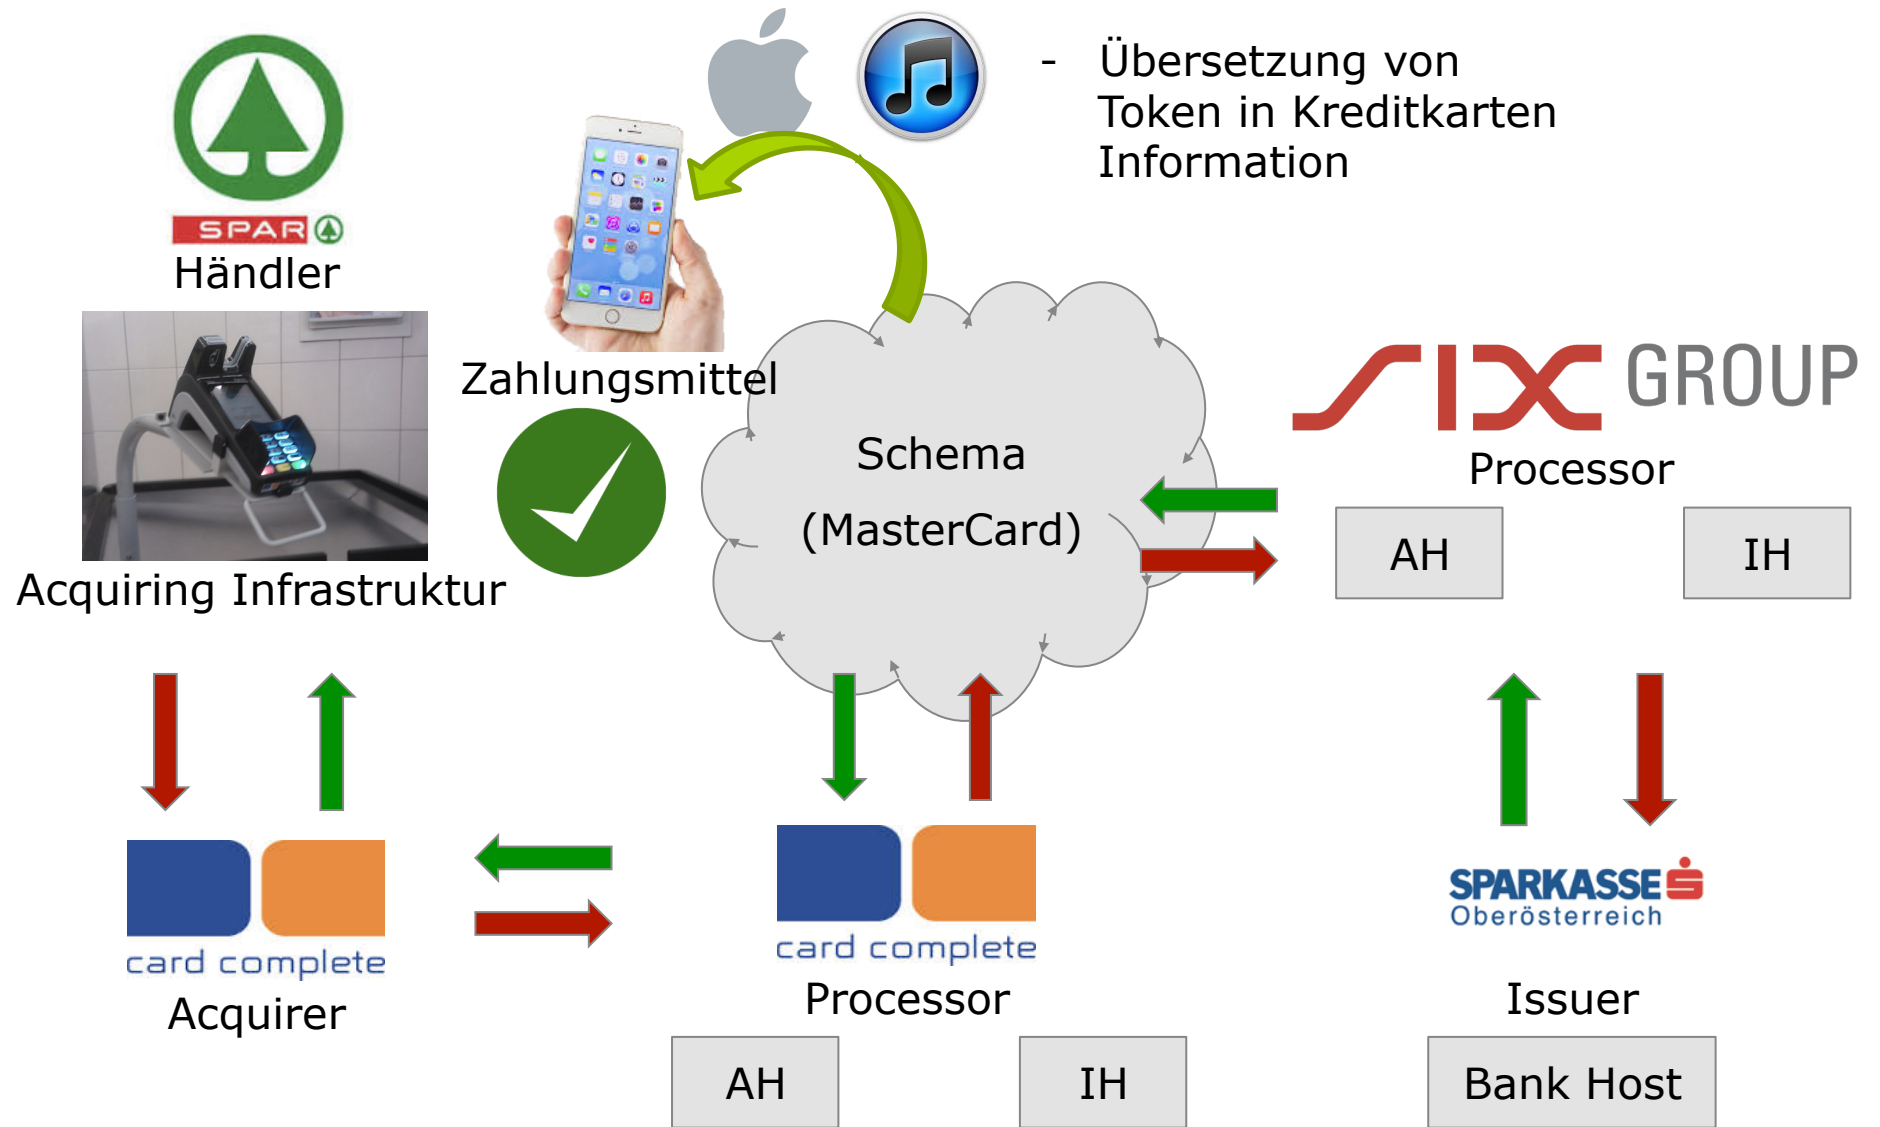 - Übersetzung von
Token in Kreditkarten
Information
SPAR
Händler
Zahlungsmittel
Acquiring Infrastruktur
Schema
(MasterCard)
SIX GROUP
Processor
AH
IH
card complete
Acquirer
card complete
Processor
AH
IH
SPARKASSE
Oberösterreich
Issuer
Bank Host